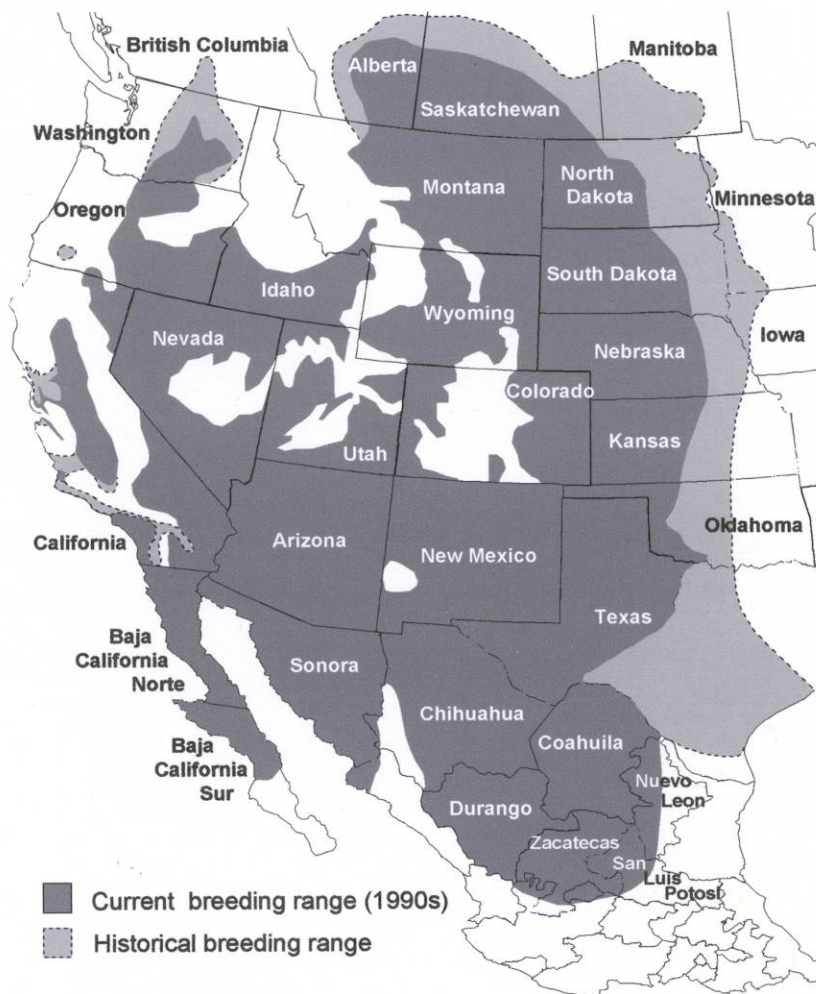 British Columbia
Alberta
Manitoba
Saskatchewan
Washington
Montana
North
Dakota
Minnesota
Oregon
South Dakota
Idaho
Wyoming
Iowa
Nevada
Nebraska
Colorado
Utah
Kansas
Oklahoma
California
Arizona
New Mexico
Texas
Baja
California
Norte
Sonora
Chihuahua
Coahuila
Baja
California
Sur
Nuevo
Leon
Durango
Zacatecas
San
Luis
Potosi
Current breeding range (1990s)
Historical breeding range